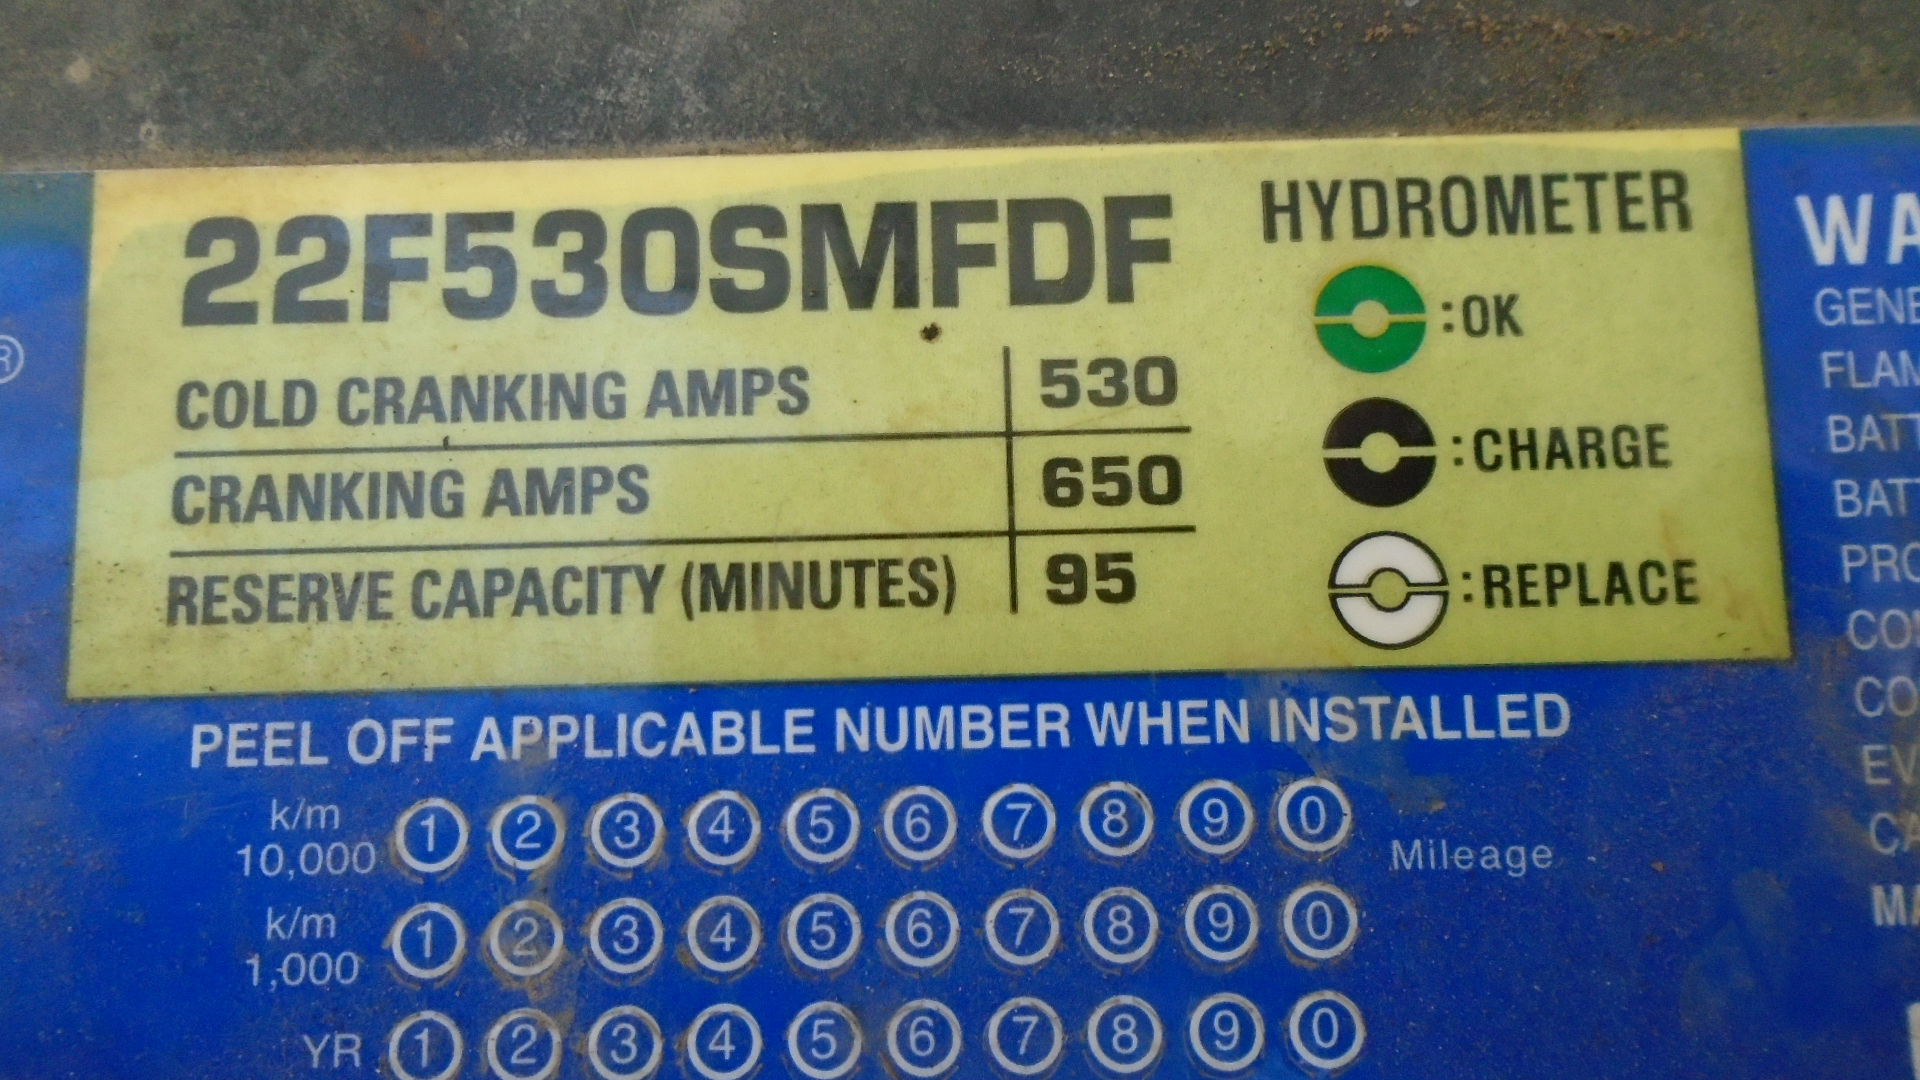 22F530SMFDF
COLD CRANKING AMPS 530
CRANKING AMPS 650
RESERVE CAPACITY (MINUTES) 95
HYDROMETER
:OK
:CHARGE
:REPLACE
PEEL OFF APPLICABLE NUMBER WHEN INSTALLED
k/m
10,000 1 2 3 4 5 6 7 8 9 0
Mileage
k/m
1,000 1 2 3 4 5 6 7 8 9 0
YR 1 2 3 4 5 6 7 8 9 0
®